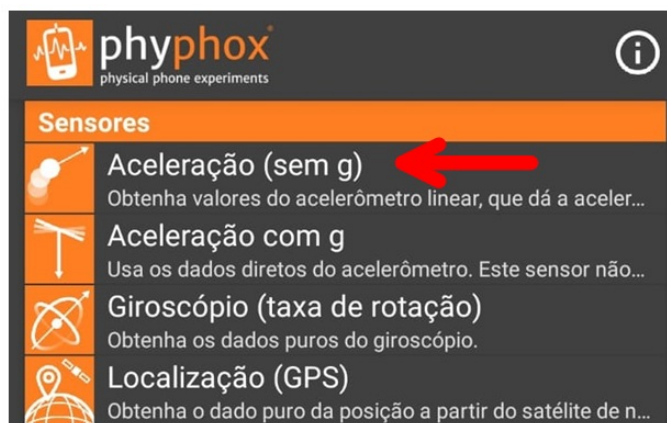 phyphox
physical phone experiments
Sensores
Aceleração (sem g)
Obtenha valores do acelerômetro linear, que dá a aceler...
Aceleração com g
Usa os dados diretos do acelerômetro. Este sensor não...
Giroscópio (taxa de rotação)
Obtenha os dados puros do giroscópio.
Localização (GPS)
Obtenha o dado puro da posição a partir do satélite de n...